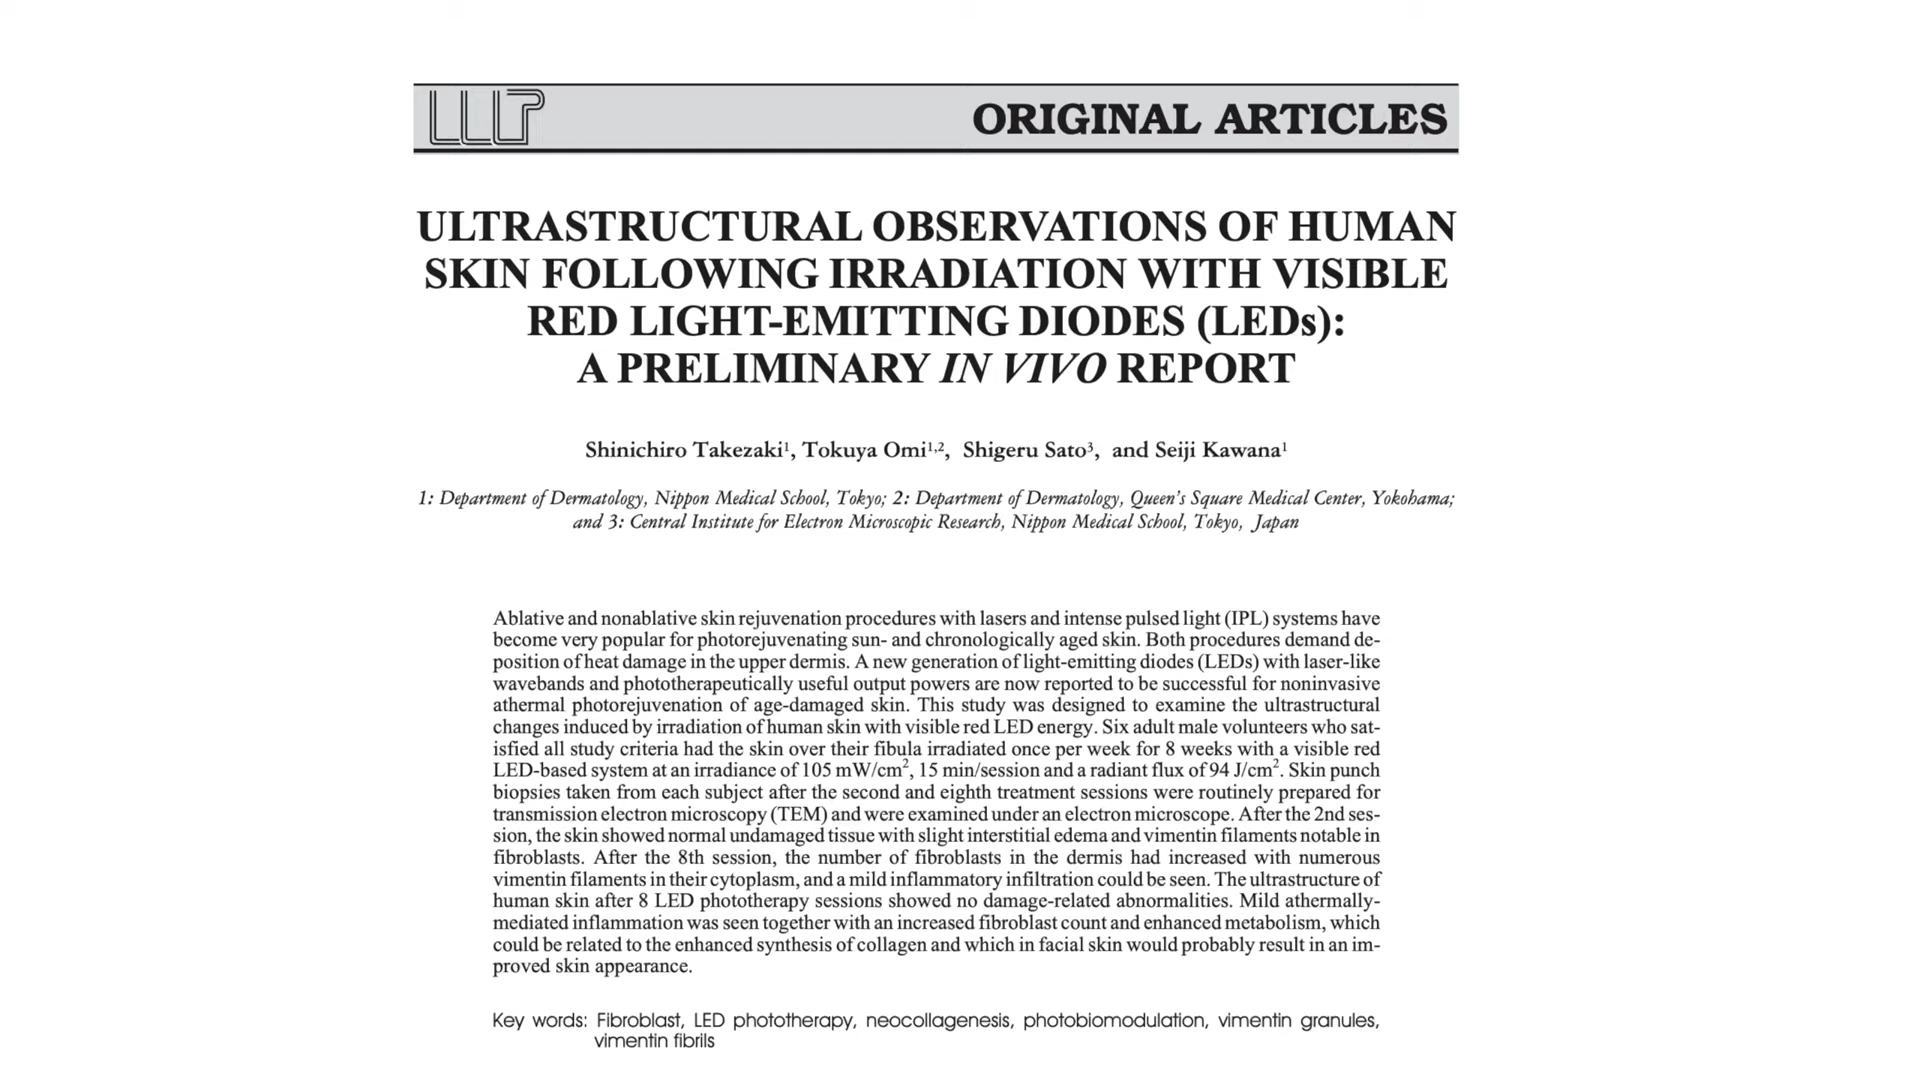 LLLT
ORIGINAL ARTICLES
ULTRASTRUCTURAL OBSERVATIONS OF HUMAN
SKIN FOLLOWING IRRADIATION WITH VISIBLE
RED LIGHT-EMITTING DIODES (LEDs):
A PRELIMINARY IN VIVO REPORT
Shinichiro Takezaki¹, Tokuya Omi¹,², Shigeru Sato³, and Seiji Kawana¹
1: Department of Dermatology, Nippon Medical School, Tokyo; 2: Department of Dermatology, Queen's Square Medical Center, Yokohama;
and 3: Central Institute for Electron Microscopic Research, Nippon Medical School, Tokyo, Japan
Ablative and nonablative skin rejuvenation procedures with lasers and intense pulsed light (IPL) systems have
become very popular for photorejuvenating sun- and chronologically aged skin. Both procedures demand de-
position of heat damage in the upper dermis. A new generation of light-emitting diodes (LEDs) with laser-like
wavebands and phototherapeutically useful output powers are now reported to be successful for noninvasive
athermal photorejuvenation of age-damaged skin. This study was designed to examine the ultrastructural
changes induced by irradiation of human skin with visible red LED energy. Six adult male volunteers who sat-
isfied all study criteria had the skin over their fibula irradiated once per week for 8 weeks with a visible red
LED-based system at an irradiance of 105 mW/cm², 15 min/session and a radiant flux of 94 J/cm². Skin punch
biopsies taken from each subject after the second and eighth treatment sessions were routinely prepared for
transmission electron microscopy (TEM) and were examined under an electron microscope. After the 2nd ses-
sion, the skin showed normal undamaged tissue with slight interstitial edema and vimentin filaments notable in
fibroblasts. After the 8th session, the number of fibroblasts in the dermis had increased with numerous
vimentin filaments in their cytoplasm, and a mild inflammatory infiltration could be seen. The ultrastructure of
human skin after 8 LED phototherapy sessions showed no damage-related abnormalities. Mild athermally-
mediated inflammation was seen together with an increased fibroblast count and enhanced metabolism, which
could be related to the enhanced synthesis of collagen and which in facial skin would probably result in an im-
proved skin appearance.
Key words: Fibroblast, LED phototherapy, neocollagenesis, photobiomodulation, vimentin granules,
vimentin fibrils